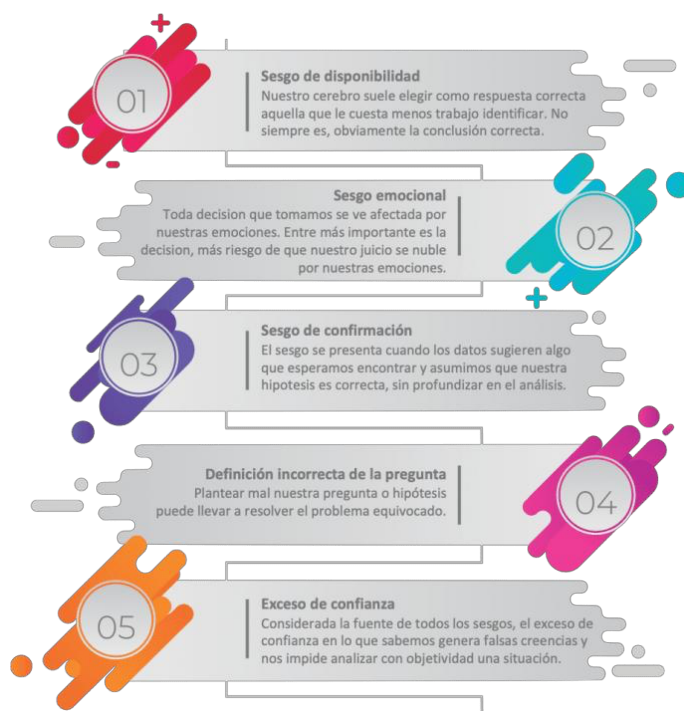 01
Sesgo de disponibilidad
Nuestro cerebro suele elegir como respuesta correcta
aquella que le cuesta menos trabajo identificar. No
siempre es, obviamente la conclusión correcta.
Sesgo emocional
Toda decision que tomamos se ve afectada por
nuestras emociones. Entre más importante es la
decision, más riesgo de que nuestro juicio se nuble
por nuestras emociones.
02
03
Sesgo de confirmación
El sesgo se presenta cuando los datos sugieren algo
que esperamos encontrar y asumimos que nuestra
hipotesis es correcta, sin profundizar en el análisis.
Definición incorrecta de la pregunta
Plantear mal nuestra pregunta o hipótesis
puede llevar a resolver el problema equivocado.
04
05
Exceso de confianza
Considerada la fuente de todos los sesgos, el exceso de
confianza en lo que sabemos genera falsas creencias y
nos impide analizar con objetividad una situación.